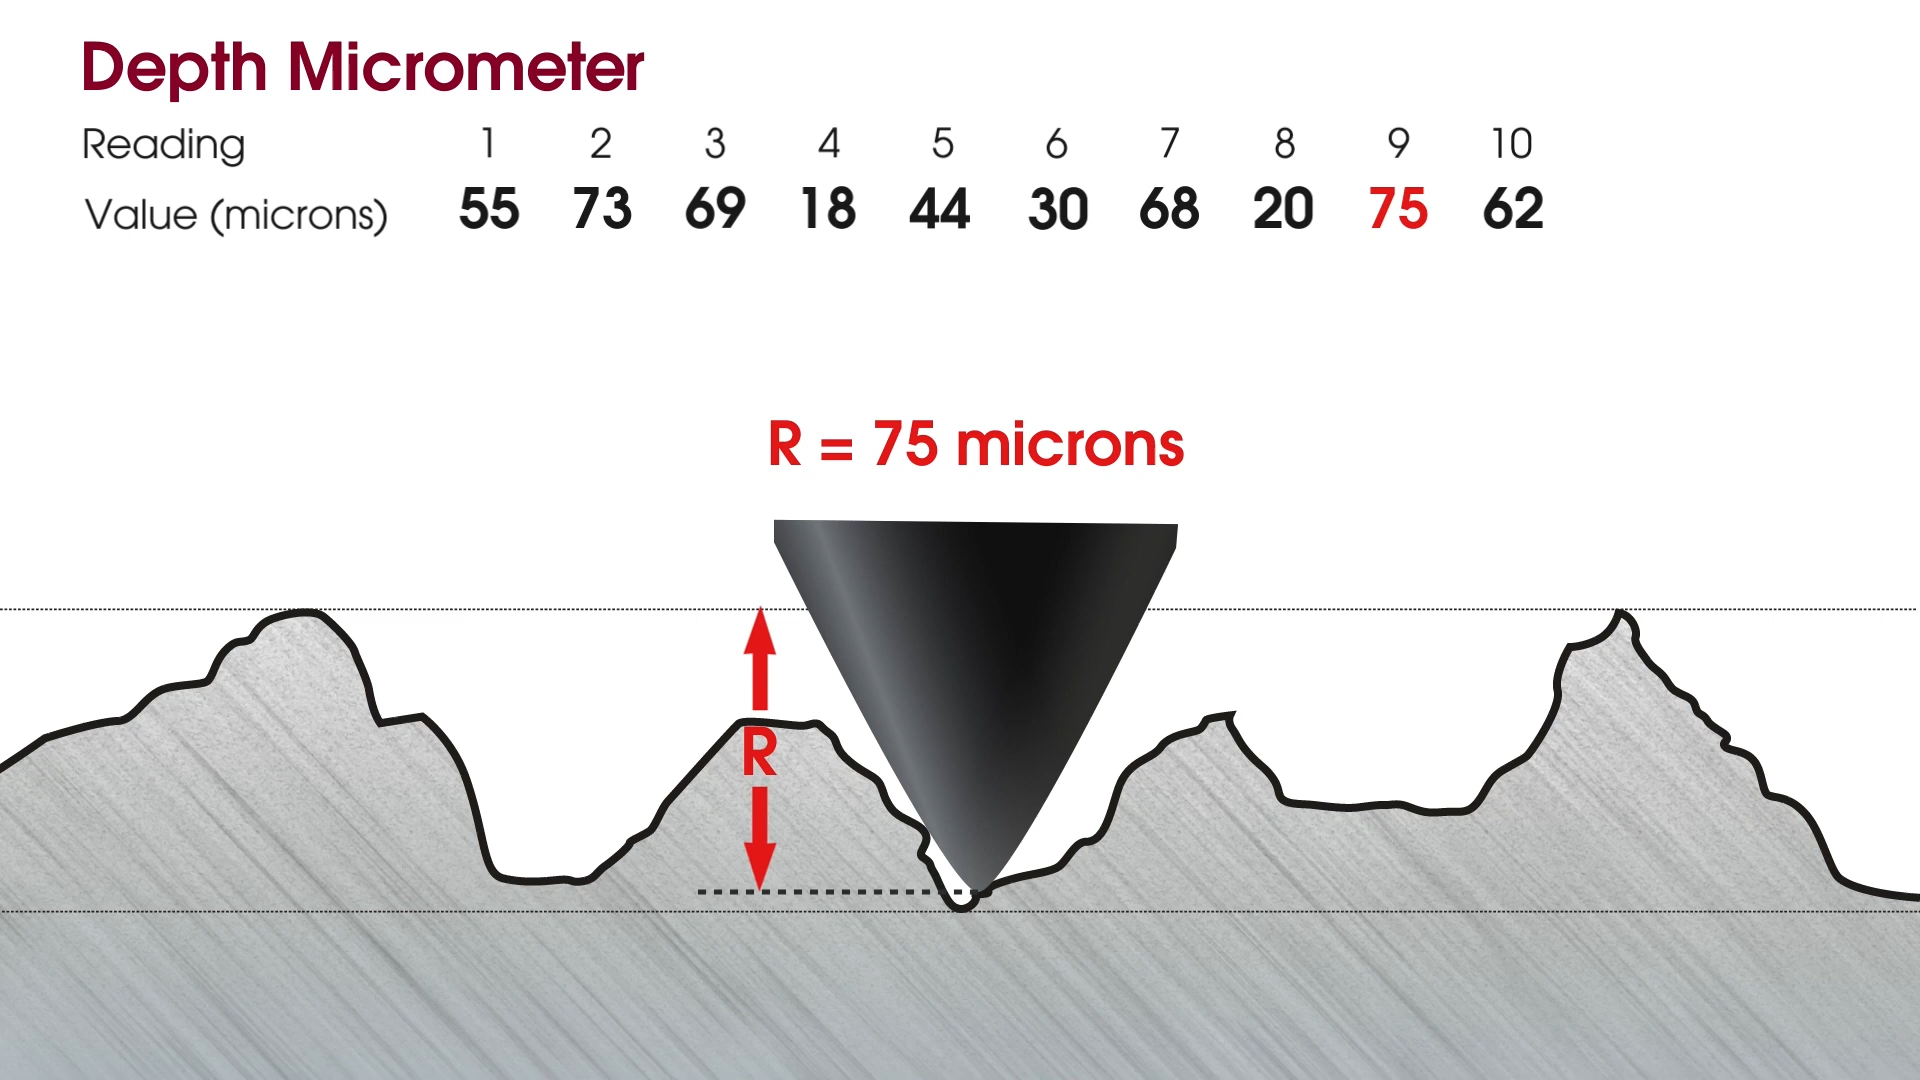 Depth Micrometer
Reading 1 2 3 4 5 6 7 8 9 10
Value (microns) 55 73 69 18 44 30 68 20 75 62
R = 75 microns
R